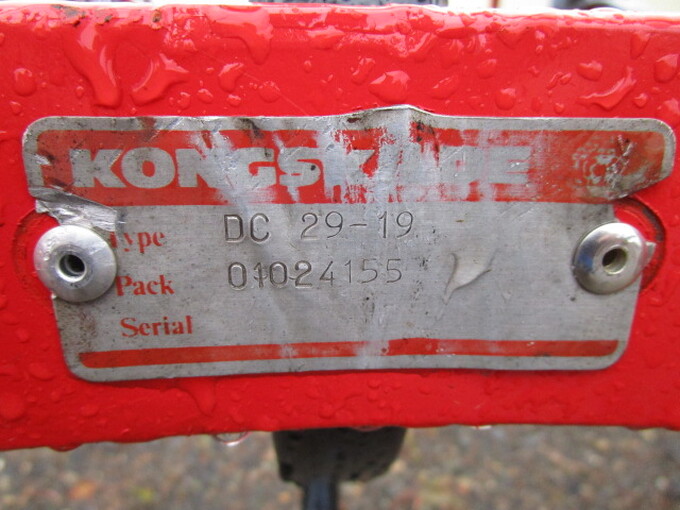 KONGSKILDE
Type DC 29-19
Pack 01024155
Serial